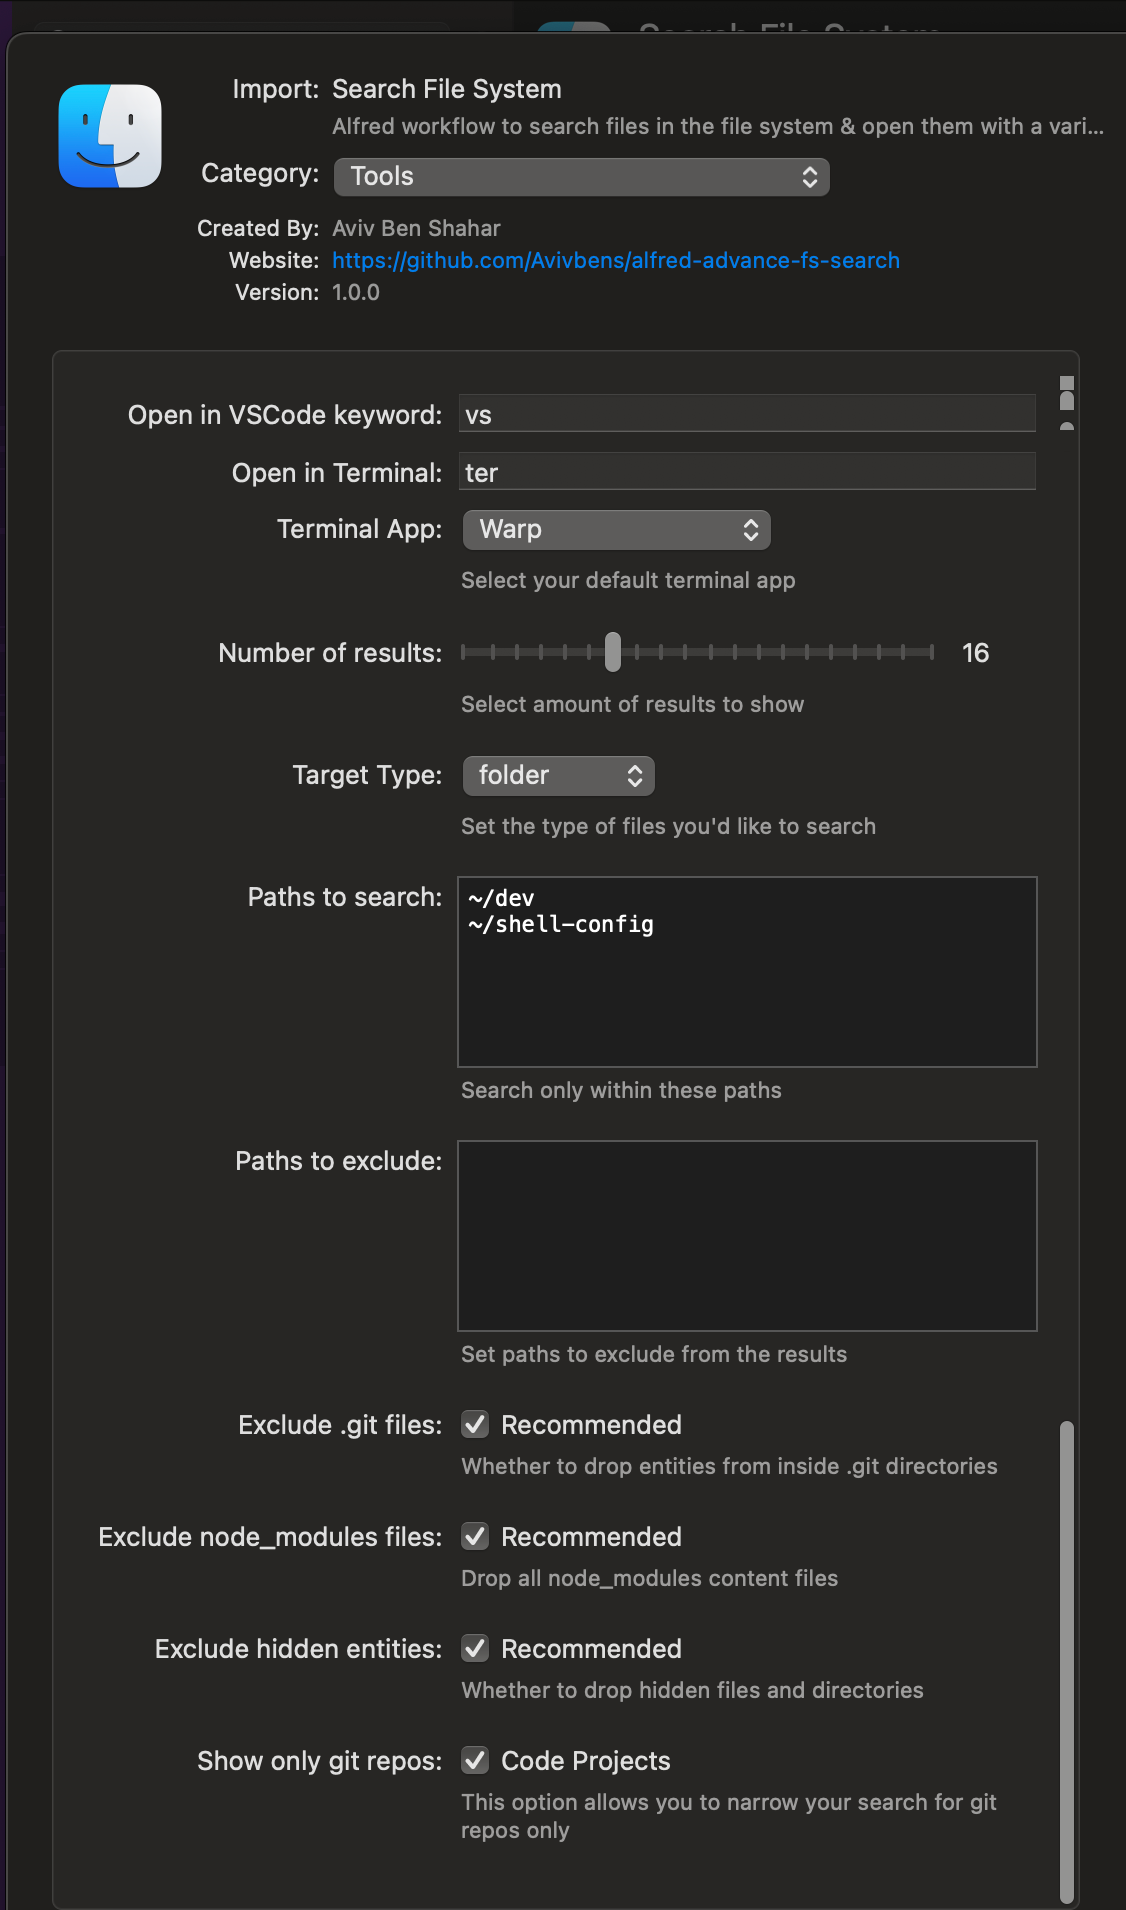 Search File System
Import: Search File System
Alfred workflow to search files in the file system & open them with a vari...
Category: Tools
Created By: Aviv Ben Shahar
Website: https://github.com/Avivbens/alfred-advance-fs-search
Version: 1.0.0
Open in VSCode keyword: vs
Open in Terminal: ter
Terminal App: Warp
Select your default terminal app
Number of results: 16
Select amount of results to show
Target Type: folder
Set the type of files you'd like to search
Paths to search: ~/dev
~/shell-config
Search only within these paths
Paths to exclude:
Set paths to exclude from the results
Exclude .git files: Recommended
Whether to drop entities from inside .git directories
Exclude node_modules files: Recommended
Drop all node_modules content files
Exclude hidden entities: Recommended
Whether to drop hidden files and directories
Show only git repos: Code Projects
This option allows you to narrow your search for git
repos only